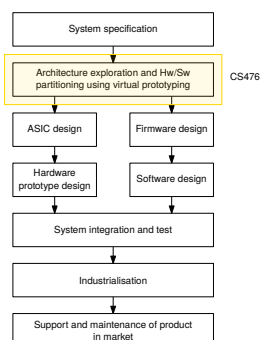 System specification
Architecture exploration and Hw/Sw
partitioning using virtual prototyping
CS476
ASIC design
Firmware design
Hardware
prototype design
Software design
System integration and test
Industrialisation
Support and maintenance of product
in market